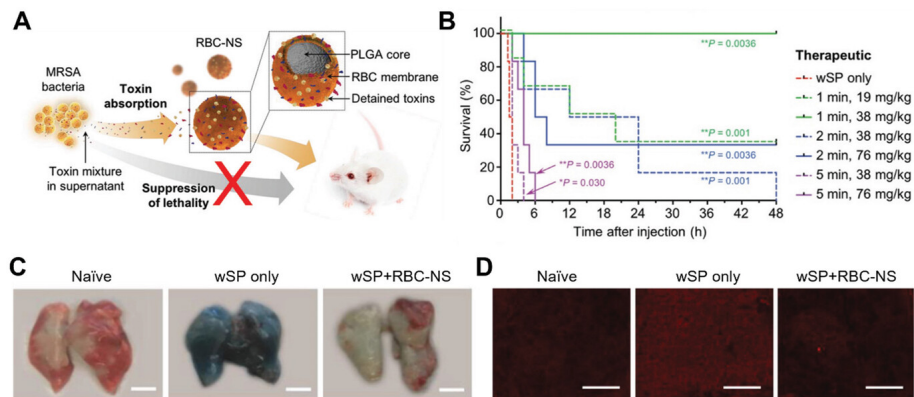 A
RBC-NS
MRSA
bacteria
Toxin
absorption
PLGA core
RBC membrane
Detained toxins
Toxin mixture
in supernatant
Suppression
of lethality
B
Survival (%)
100
80
60
40
20
0
0 6 12 18 24 30 36 42 48
Time after injection (h)
**P = 0.0036
**P = 0.001
**P = 0.0036
*P = 0.030
**P = 0.0036
**P = 0.001
Therapeutic
wSP only
1 min, 19 mg/kg
1 min, 38 mg/kg
2 min, 38 mg/kg
2 min, 76 mg/kg
5 min, 38 mg/kg
5 min, 76 mg/kg
C
Naïve wSP only wSP+RBC-NS
D
Naïve wSP only wSP+RBC-NS